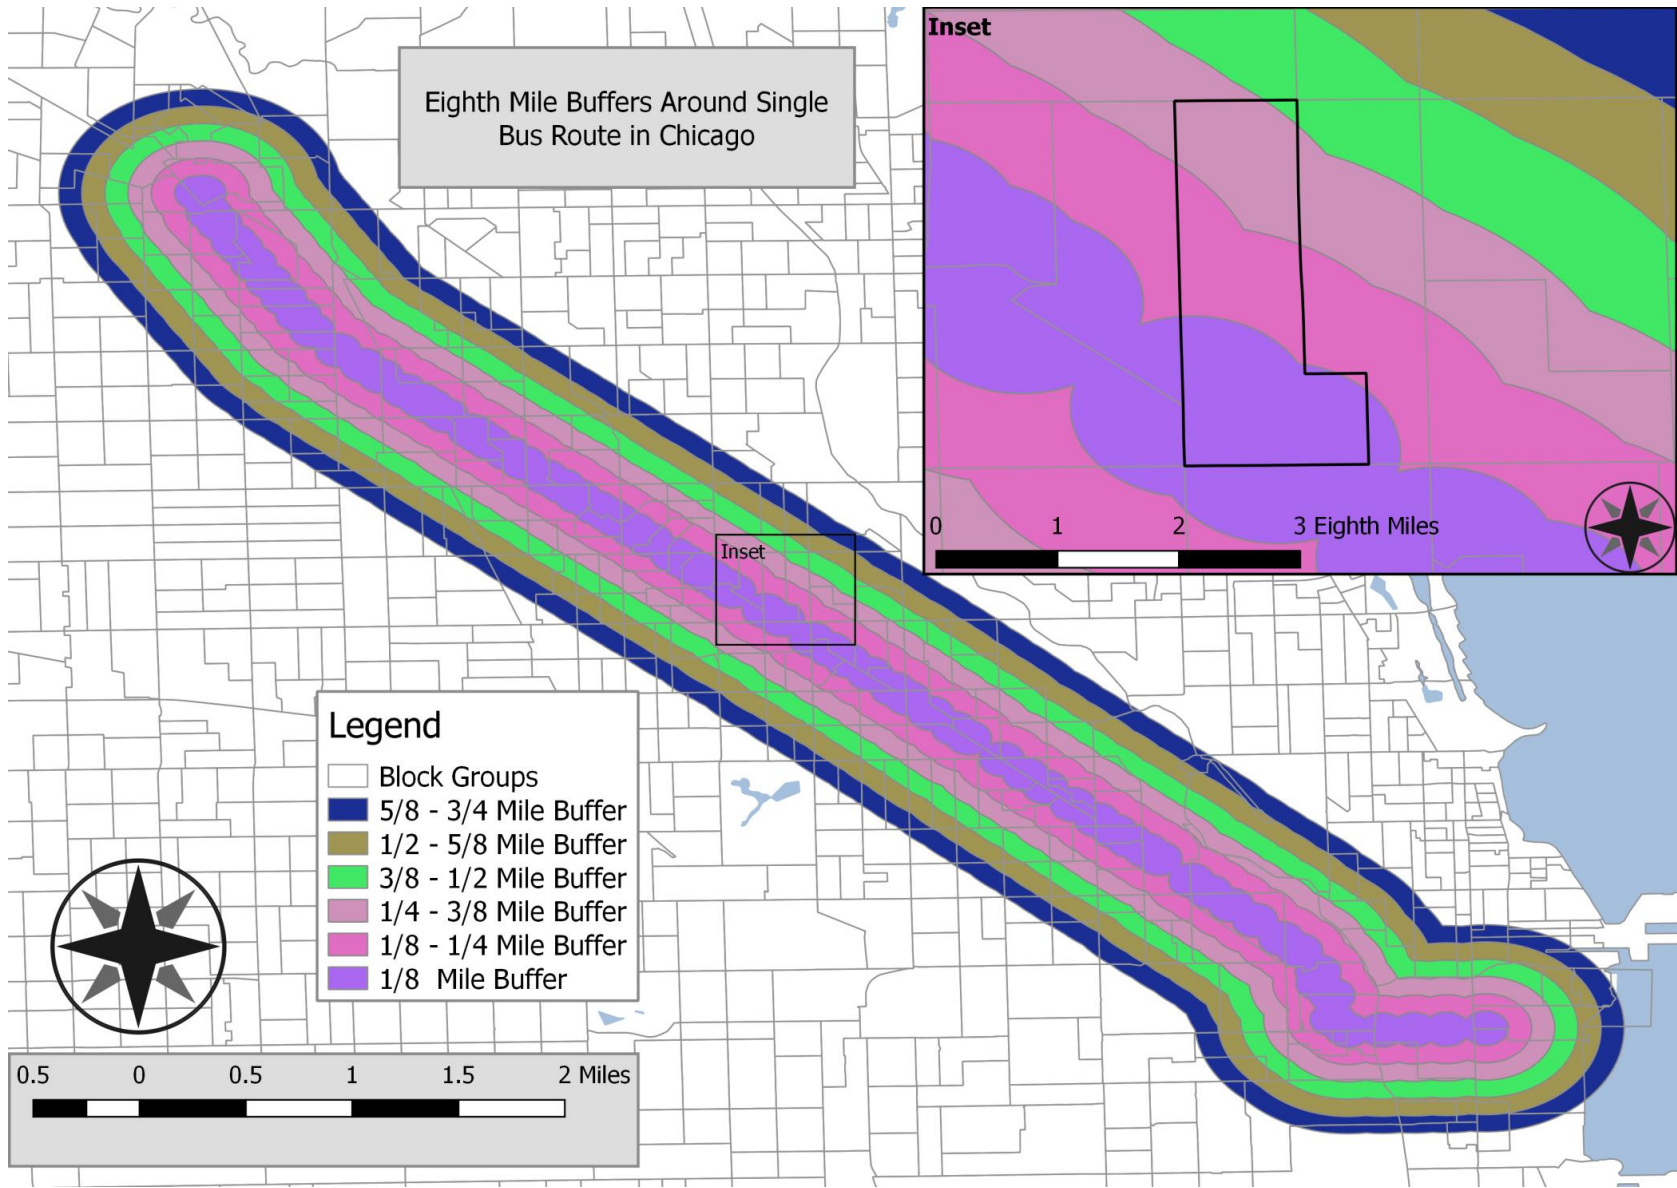 Eighth Mile Buffers Around Single
Bus Route in Chicago
Inset
0 1 2 3 Eighth Miles
Inset
Legend
Block Groups
5/8 - 3/4 Mile Buffer
1/2 - 5/8 Mile Buffer
3/8 - 1/2 Mile Buffer
1/4 - 3/8 Mile Buffer
1/8 - 1/4 Mile Buffer
1/8 Mile Buffer
0.5 0 0.5 1 1.5 2 Miles